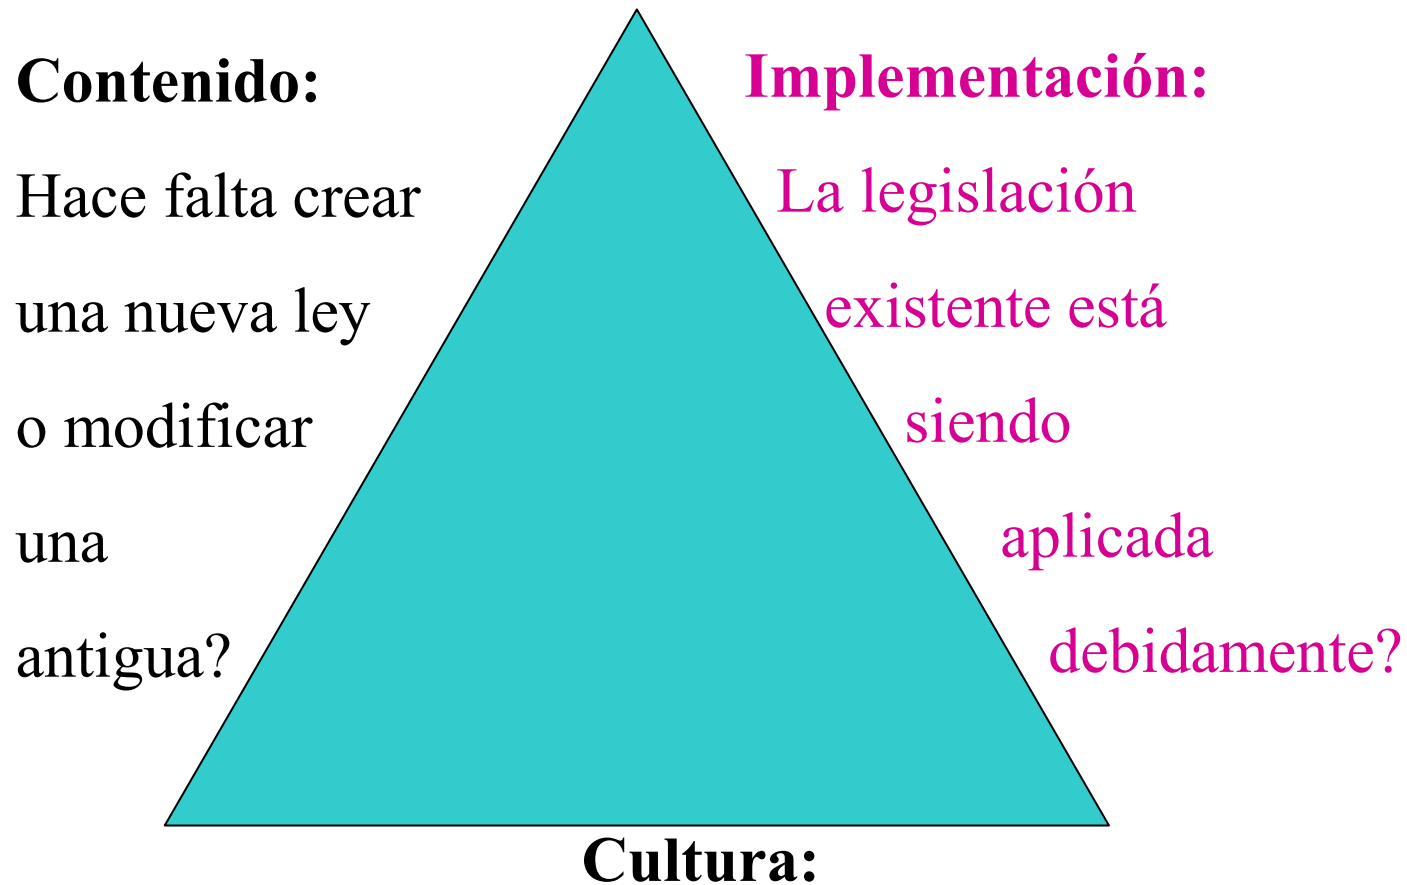 Contenido:
Hace falta crear
una nueva ley
o modificar
una
antigua?
Implementación:
La legislación
existente está
siendo
aplicada
debidamente?
Cultura: